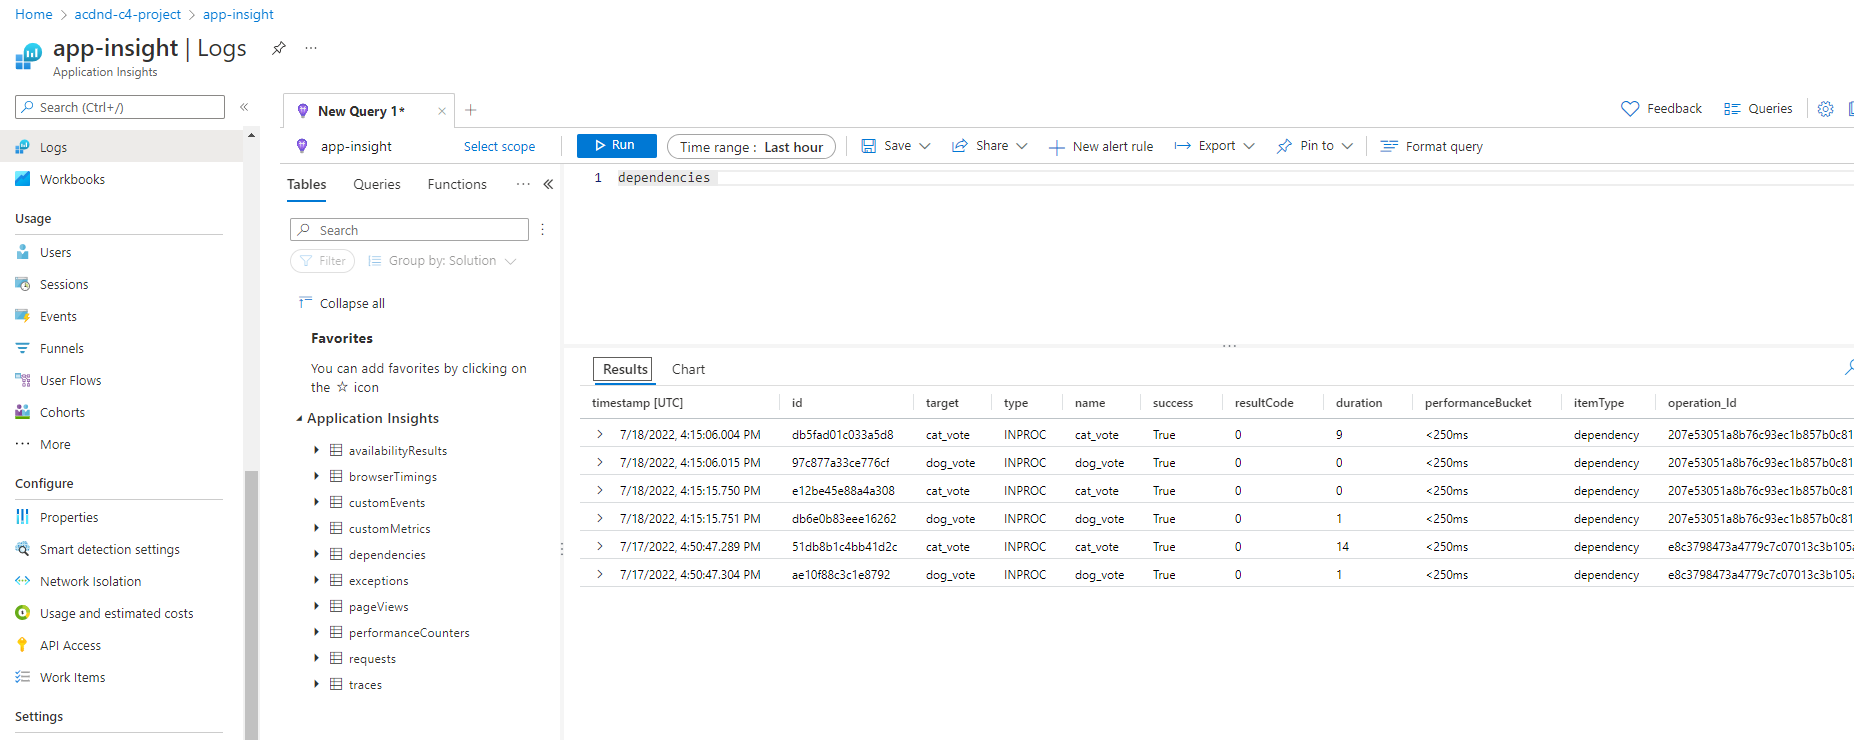 Home > acdnd-c4-project > app-insight
app-insight | Logs
Application Insights
Search (Ctrl+/)
Logs
Workbooks
Usage
Users
Sessions
Events
Funnels
User Flows
Cohorts
More
Configure
Properties
Smart detection settings
Network Isolation
Usage and estimated costs
API Access
Work Items
Settings
New Query 1*
Feedback
Queries
app-insight
Select scope
Run
Time range : Last hour
Save
Share
New alert rule
Export
Pin to
Format query
Tables
Queries
Functions
Search
Filter
Group by: Solution
Collapse all
Favorites
You can add favorites by clicking on
the ☆ icon
Application Insights
availabilityResults
browserTimings
customEvents
customMetrics
dependencies
exceptions
pageViews
performanceCounters
requests
traces
1 dependencies
Results
Chart
timestamp [UTC] id target type name success resultCode duration performanceBucket itemType operation_Id
7/18/2022, 4:15:06.004 PM db5fad01c033a5d8 cat_vote INPROC cat_vote True 0 9 <250ms dependency 207e53051a8b76c93ec1b857b0c81
7/18/2022, 4:15:06.015 PM 97c877a33ce776cf dog_vote INPROC dog_vote True 0 0 <250ms dependency 207e53051a8b76c93ec1b857b0c81
7/18/2022, 4:15:15.750 PM e12be45e88a4a308 cat_vote INPROC cat_vote True 0 0 <250ms dependency 207e53051a8b76c93ec1b857b0c81
7/18/2022, 4:15:15.751 PM db6e0b83eee16262 dog_vote INPROC dog_vote True 0 1 <250ms dependency 207e53051a8b76c93ec1b857b0c81
7/17/2022, 4:50:47.289 PM 51db8b1c4bb41d2c cat_vote INPROC cat_vote True 0 14 <250ms dependency e8c3798473a4779c7c07013c3b105a
7/17/2022, 4:50:47.304 PM ae10f88c3c1e8792 dog_vote INPROC dog_vote True 0 1 <250ms dependency e8c3798473a4779c7c07013c3b105a